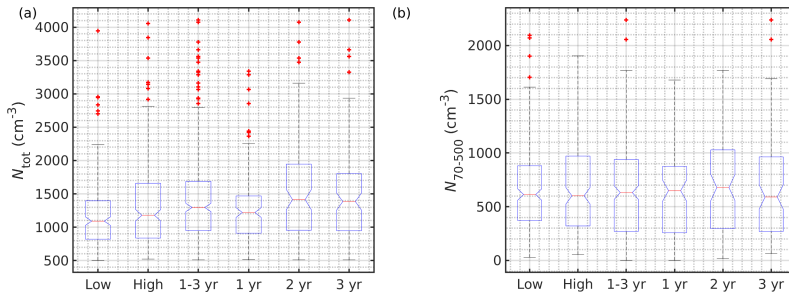 (a)
4000
3500
3000
2500
2000
1500
1000
500
N_tot (cm^-3)
Low High 1-3 yr 1 yr 2 yr 3 yr
(b)
2000
1500
1000
500
0
N_70-500 (cm^-3)
Low High 1-3 yr 1 yr 2 yr 3 yr